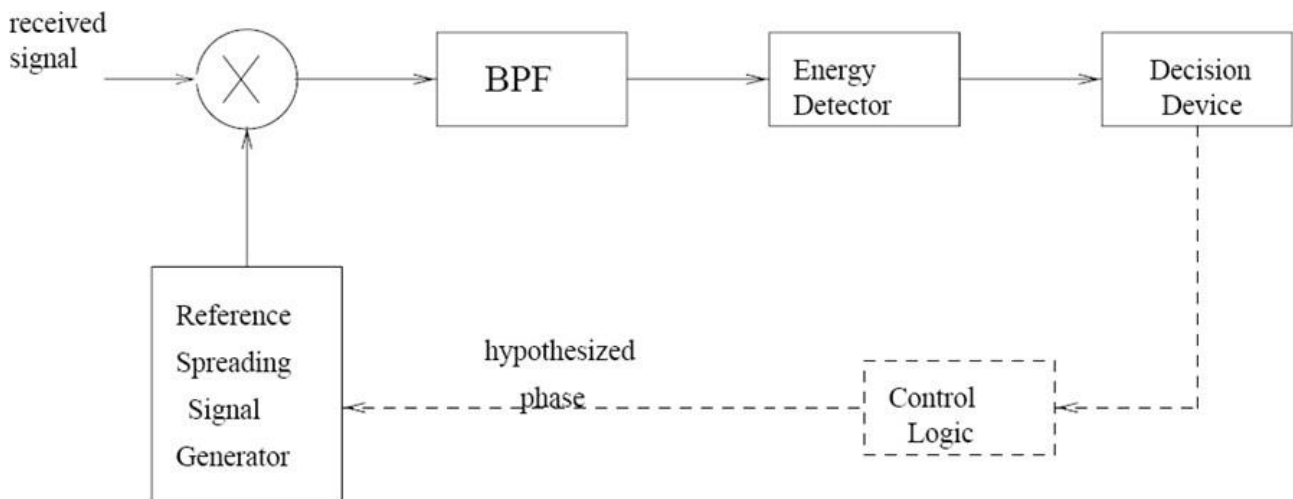 received
signal
BPF
Energy
Detector
Decision
Device
Reference
Spreading
Signal
Generator
hypothesized
phase
Control
Logic